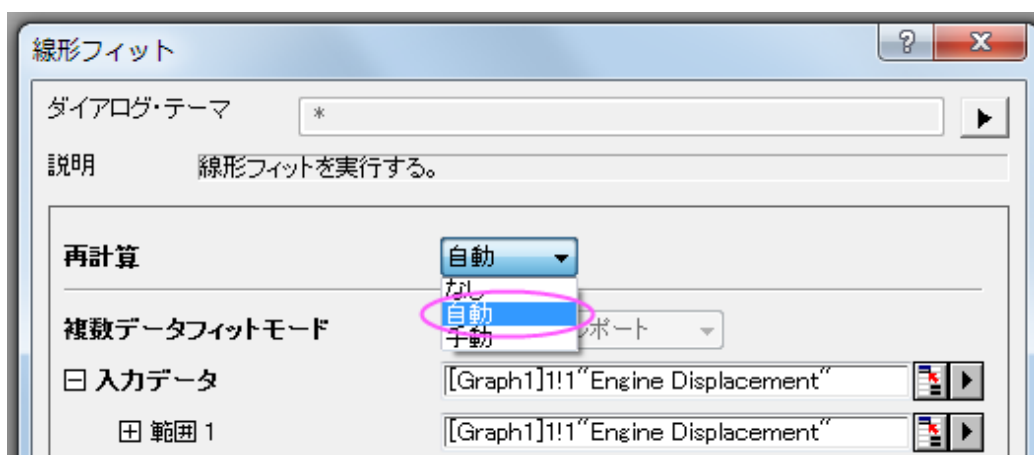 線形フィット
ダイアログ・テーマ *
説明 線形フィットを実行する。
再計算 自動
なし
自動
手動
複数データフィットモード ポート
入力データ [Graph1]1!1"Engine Displacement"
範囲 1 [Graph1]1!1"Engine Displacement"